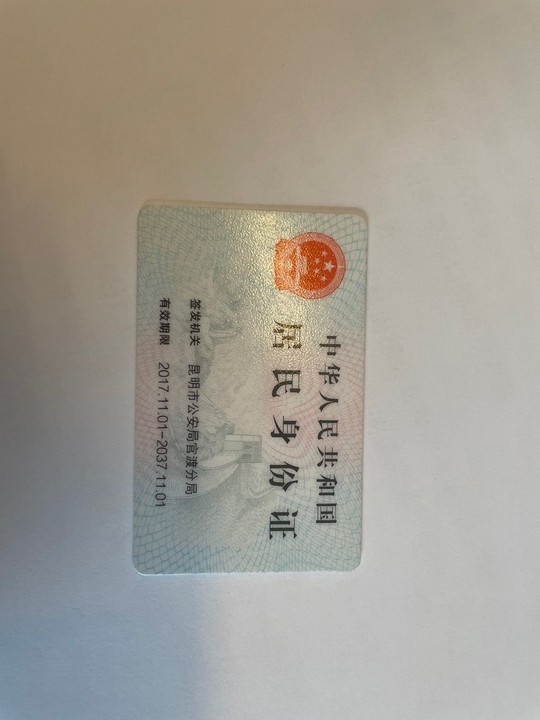 中华人民共和国
居民身份证
签发机关 昆明市公安局官渡分局
有效期限 2017.11.01-2037.11.01